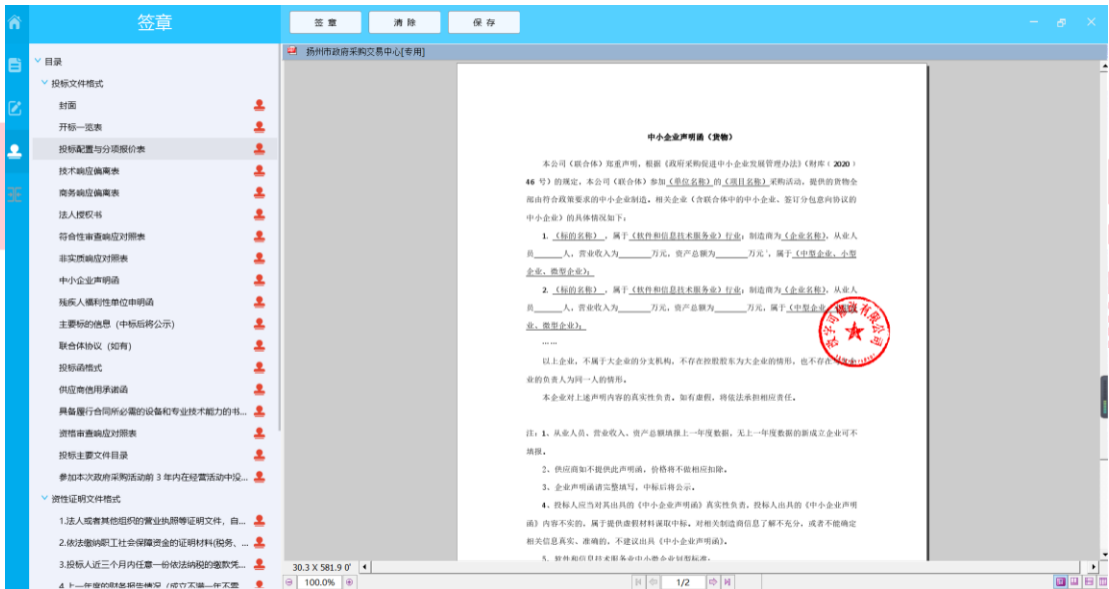 签章
签 章
清 除
保 存
目录
投标文件格式
封面
开标一览表
投标配置与分项报价表
技术响应偏离表
商务响应偏离表
法人授权书
符合性审查响应对照表
非实质响应对照表
中小企业声明函
残疾人福利性单位申明函
主要标的信息（中标后将公示）
联合体协议（如有）
投标函格式
供应商信用承诺函
具备履行合同所必需的设备和专业技术能力的书...
资格审查响应对照表
投标主要文件目录
参加本次政府采购活动前 3 年内在经营活动中没...
资性证明文件格式
1.法人或者其他组织的营业执照等证明文件，自...
2.依法缴纳职工社会保障资金的证明材料(税务、...
3.投标人近三个月内任意一份依法纳税的缴款凭...
4.上一年度的财务报告情况（成立不满一年不需...
扬州市政府采购交易中心[专用]
中小企业声明函（货物）
本公司（联合体）郑重声明，根据《政府采购促进中小企业发展管理办法》（财库﹝2020﹞
46 号）的规定，本公司（联合体）参加（单位名称）的（项目名称）采购活动，提供的货物全
部由符合政策要求的中小企业制造。相关企业（含联合体中的中小企业、签订分包意向协议的
中小企业）的具体情况如下：
1. （标的名称） ，属于（软件和信息技术服务业）行业；制造商为（企业名称），从业人
员______人，营业收入为______万元，资产总额为______万元¹，属于（中型企业、小型
企业、微型企业）；
2. （标的名称） ，属于（软件和信息技术服务业）行业；制造商为（企业名称），从业人
员______人，营业收入为______万元，资产总额为______万元，属于（中型企业、
业、微型企业）；
……
以上企业，不属于大企业的分支机构，不存在控股股东为大企业的情形，也不存在
业的负责人为同一人的情形。
本企业对上述声明内容的真实性负责。如有虚假，将依法承担相应责任。
注：1、从业人员、营业收入、资产总额填报上一年度数据，无上一年度数据的新成立企业可不
填报。
2、供应商如不提供此声明函，价格将不做相应扣除。
3、企业声明函请完整填写，中标后将公示。
4、投标人应当对其出具的《中小企业声明函》真实性负责，投标人出具的《中小企业声明
函》内容不实的，属于提供虚假材料谋取中标。对相关制造商信息了解不充分，或者不能确定
相关信息真实、准确的，不建议出具《中小企业声明函》。
5、软件和信息技术服务业中小微企业划型标准：
30.3 X 581.9 0'
100.0%
1/2